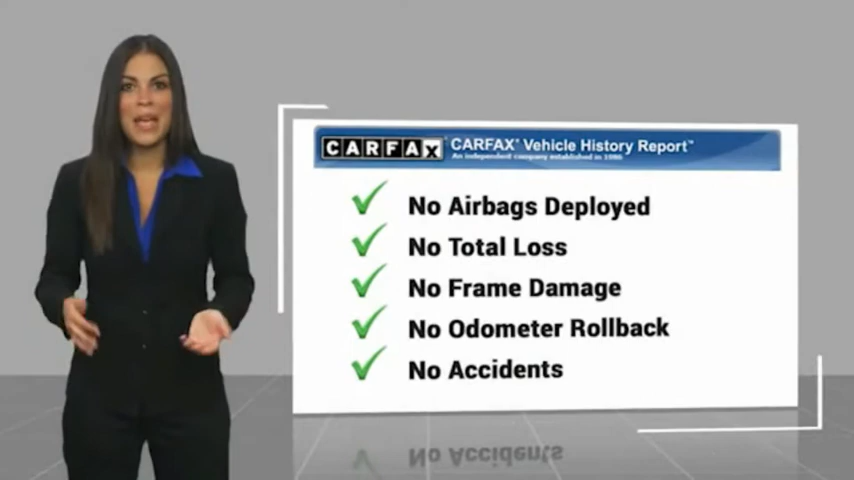 CARFAX CARFAX® Vehicle History Report™
An independent company established in 1986
No Airbags Deployed
No Total Loss
No Frame Damage
No Odometer Rollback
No Accidents
No Accidents